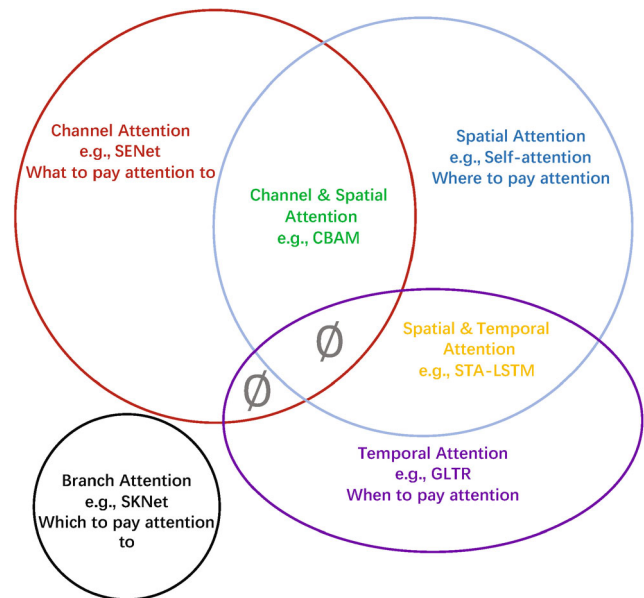 Channel Attention
e.g., SENet
What to pay attention to
Spatial Attention
e.g., Self-attention
Where to pay attention
Channel & Spatial
Attention
e.g., CBAM
Spatial & Temporal
Attention
e.g., STA-LSTM
∅
∅
Temporal Attention
e.g., GLTR
When to pay attention
Branch Attention
e.g., SKNet
Which to pay attention
to